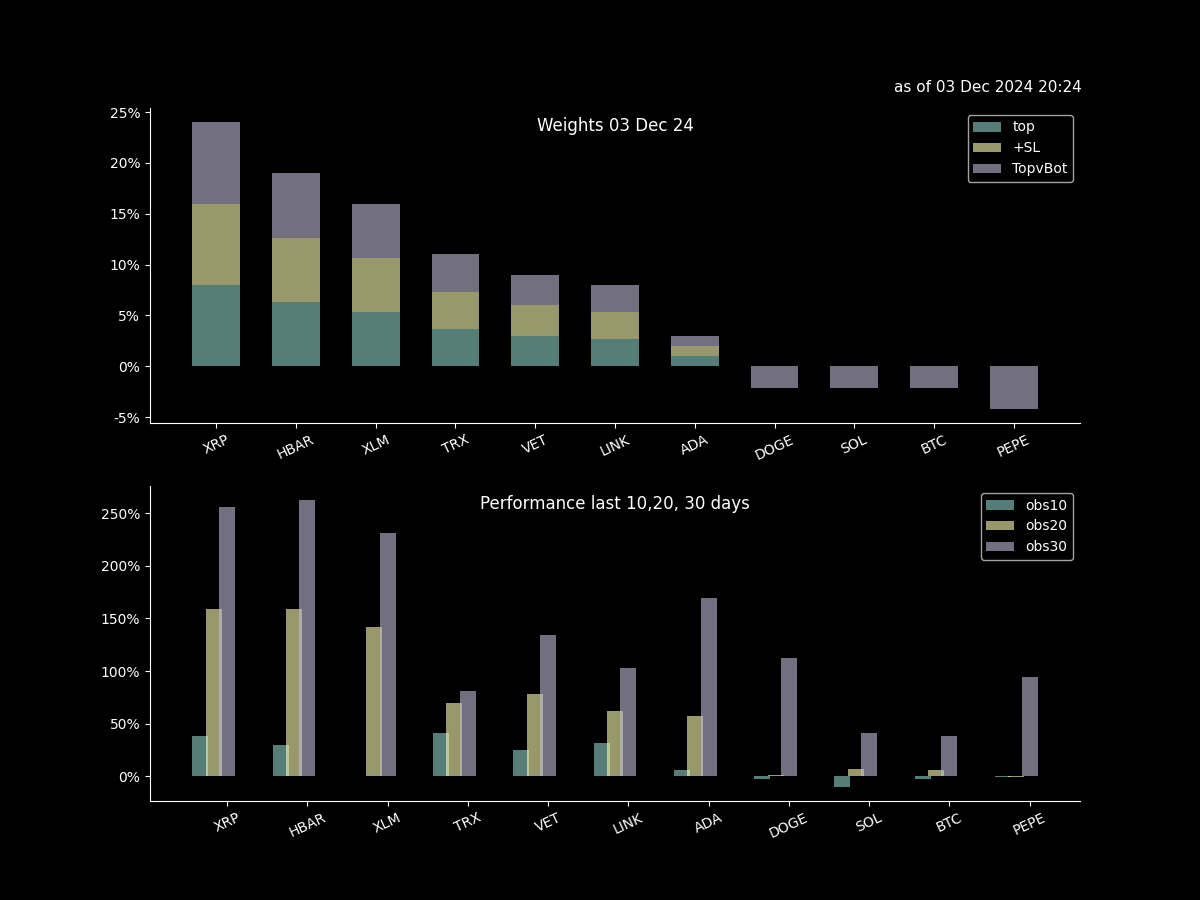 as of 03 Dec 2024 20:24
Weights 03 Dec 24
top
+SL
TopvBot
25%
20%
15%
10%
5%
0%
-5%
XRP HBAR XLM TRX VET LINK ADA DOGE SOL BTC PEPE
Performance last 10,20, 30 days
obs10
obs20
obs30
250%
200%
150%
100%
50%
0%
XRP HBAR XLM TRX VET LINK ADA DOGE SOL BTC PEPE